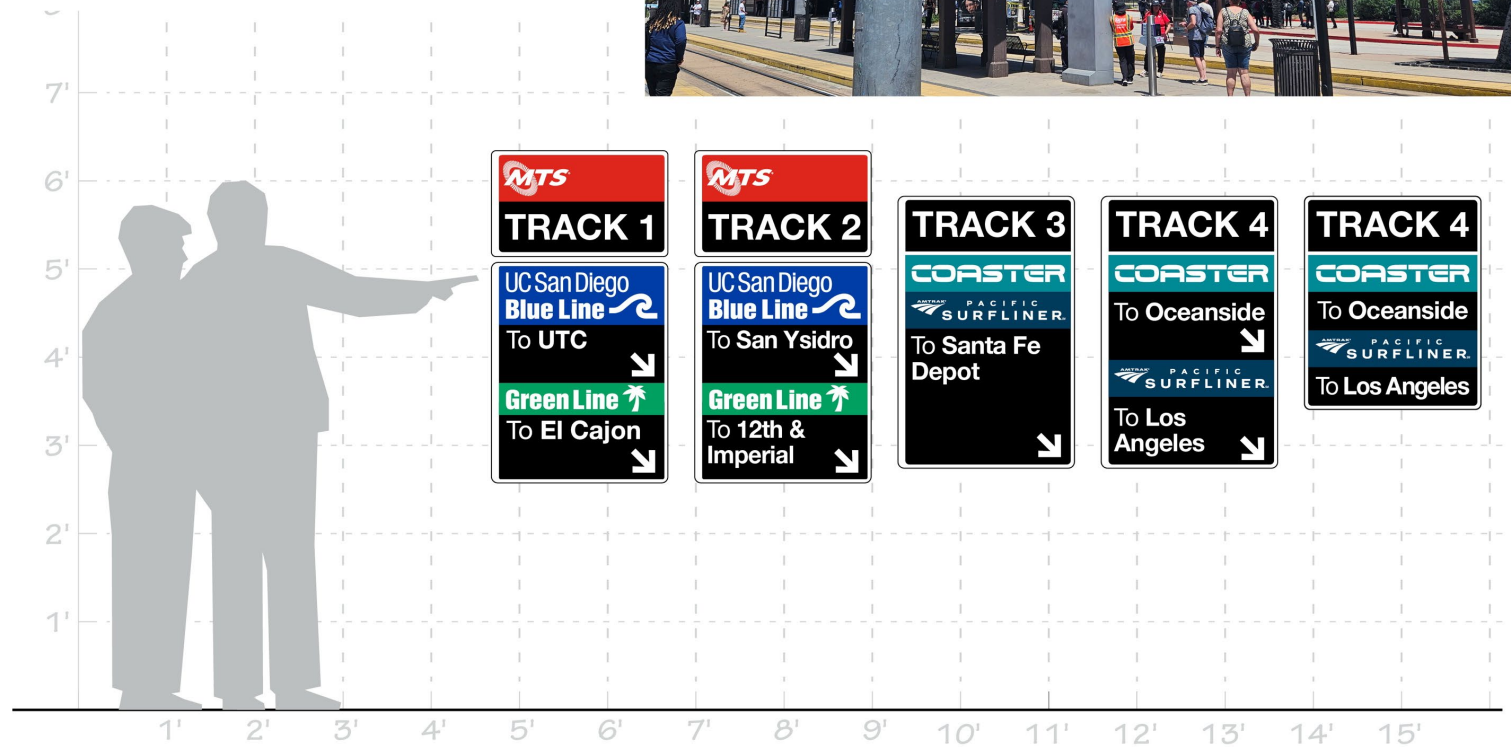 7'
6'
5'
4'
3'
2'
1'
MTS
TRACK 1
UC San Diego
Blue Line
To UTC
Green Line
To El Cajon
MTS
TRACK 2
UC San Diego
Blue Line
To San Ysidro
Green Line
To 12th &
Imperial
TRACK 3
COASTER
AMTRAK PACIFIC
SURFLINER
To Santa Fe
Depot
TRACK 4
COASTER
To Oceanside
AMTRAK PACIFIC
SURFLINER
To Los
Angeles
TRACK 4
COASTER
To Oceanside
AMTRAK PACIFIC
SURFLINER
To Los Angeles
1' 2' 3' 4' 5' 6' 7' 8' 9' 10' 11' 12' 13' 14' 15'